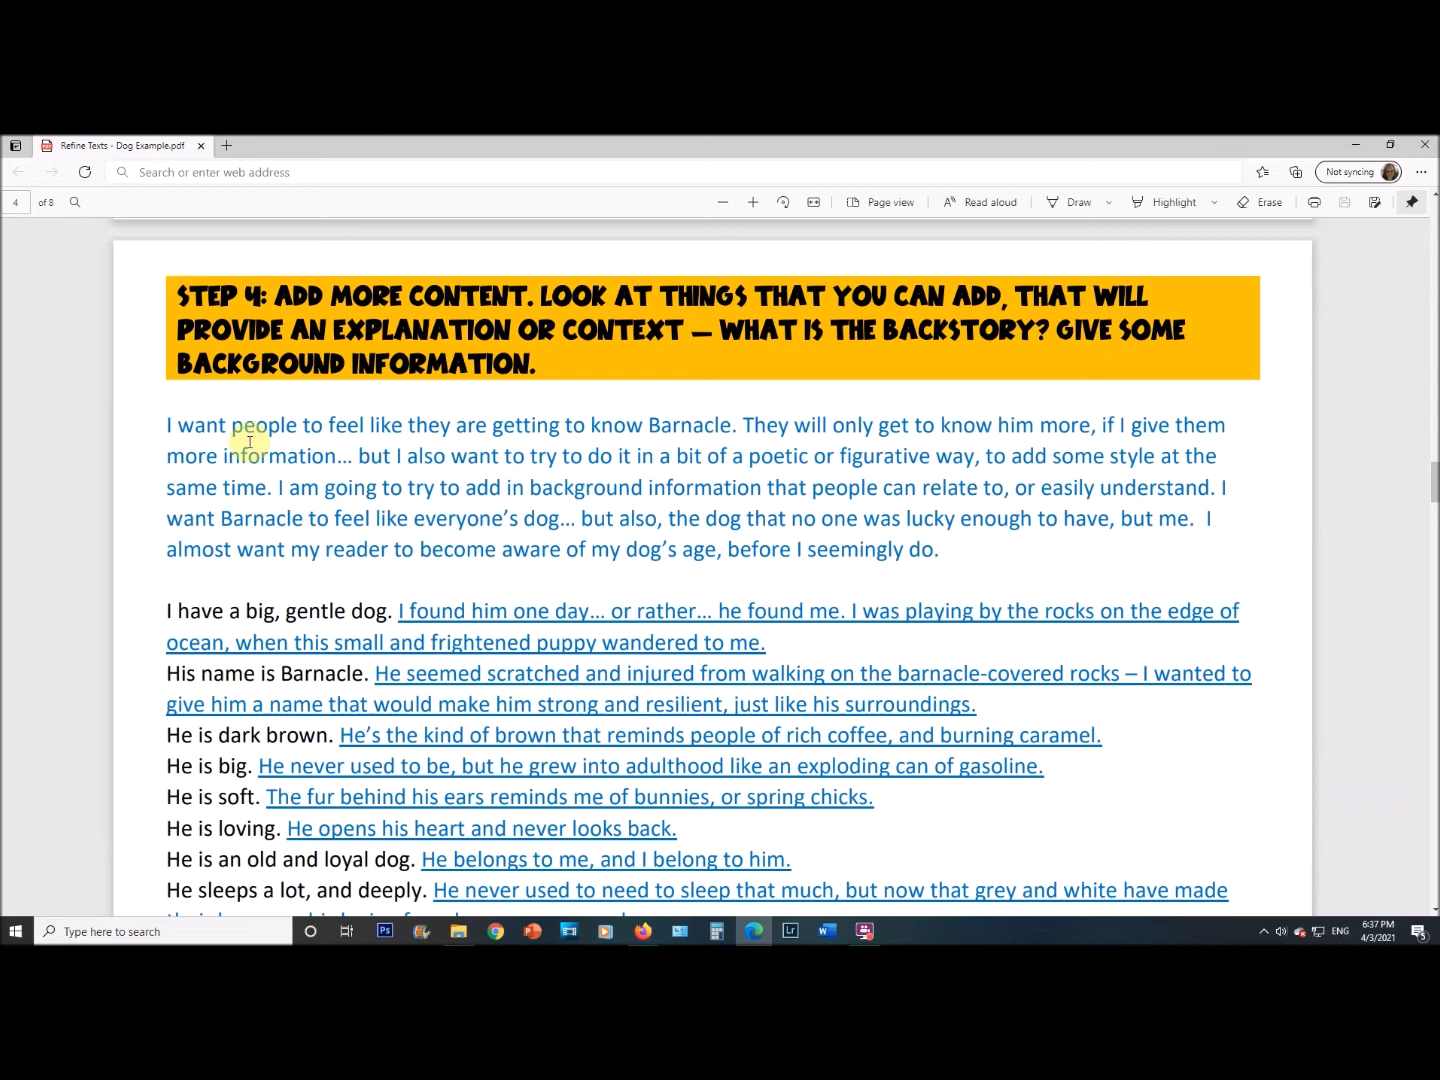 Refine Texts - Dog Example.pdf
Search or enter web address
Not syncing
4 of 8
Page view
Read aloud
Draw
Highlight
Erase
STEP 4: ADD MORE CONTENT. LOOK AT THINGS THAT YOU CAN ADD, THAT WILL
PROVIDE AN EXPLANATION OR CONTEXT – WHAT IS THE BACKSTORY? GIVE SOME
BACKGROUND INFORMATION.
I want people to feel like they are getting to know Barnacle. They will only get to know him more, if I give them
more information… but I also want to try to do it in a bit of a poetic or figurative way, to add some style at the
same time. I am going to try to add in background information that people can relate to, or easily understand. I
want Barnacle to feel like everyone’s dog… but also, the dog that no one was lucky enough to have, but me. I
almost want my reader to become aware of my dog’s age, before I seemingly do.
I have a big, gentle dog. I found him one day… or rather… he found me. I was playing by the rocks on the edge of
ocean, when this small and frightened puppy wandered to me.
His name is Barnacle. He seemed scratched and injured from walking on the barnacle-covered rocks – I wanted to
give him a name that would make him strong and resilient, just like his surroundings.
He is dark brown. He’s the kind of brown that reminds people of rich coffee, and burning caramel.
He is big. He never used to be, but he grew into adulthood like an exploding can of gasoline.
He is soft. The fur behind his ears reminds me of bunnies, or spring chicks.
He is loving. He opens his heart and never looks back.
He is an old and loyal dog. He belongs to me, and I belong to him.
He sleeps a lot, and deeply. He never used to need to sleep that much, but now that grey and white have made
Type here to search
Ps
Lr
ENG
6:37 PM
4/3/2021
5